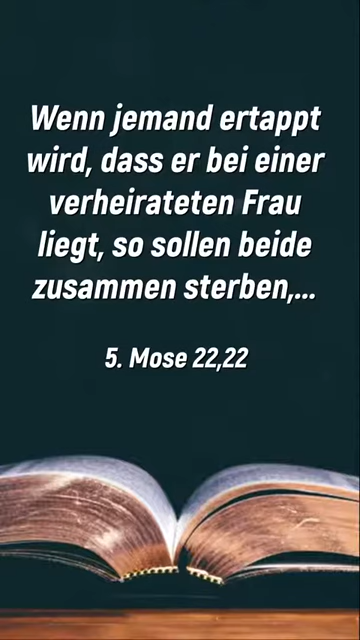 Wenn jemand ertappt
wird, dass er bei einer
verheirateten Frau
liegt, so sollen beide
zusammen sterben,...
5. Mose 22,22